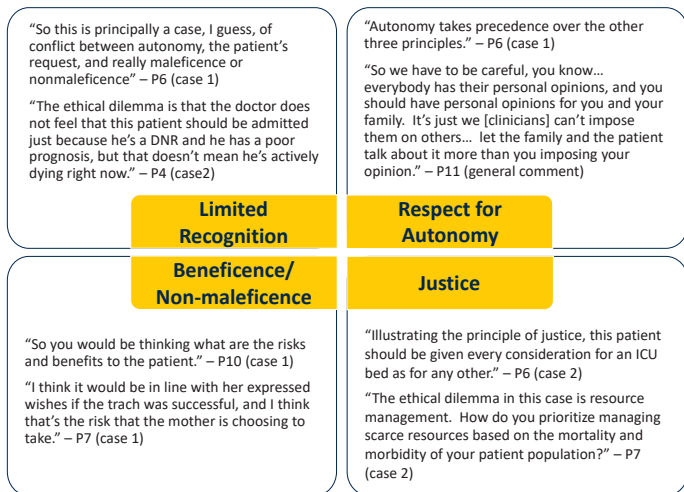 “So this is principally a case, I guess, of
conflict between autonomy, the patient’s
request, and really maleficence or
nonmaleficence” – P6 (case 1)
“The ethical dilemma is that the doctor does
not feel that this patient should be admitted
just because he’s a DNR and he has a poor
prognosis, but that doesn’t mean he’s actively
dying right now.” – P4 (case2)
Limited
Recognition
“Autonomy takes precedence over the other
three principles.” – P6 (case 1)
“So we have to be careful, you know…
everybody has their personal opinions, and you
should have personal opinions for you and your
family.  It’s just we [clinicians] can’t impose
them on others… let the family and the patient
talk about it more than you imposing your
opinion.” – P11 (general comment)
Respect for
Autonomy
Beneficence/
Non-maleficence
“So you would be thinking what are the risks
and benefits to the patient.” – P10 (case 1)
“I think it would be in line with her expressed
wishes if the trach was successful, and I think
that’s the risk that the mother is choosing to
take.” – P7 (case 1)
Justice
“Illustrating the principle of justice, this patient
should be given every consideration for an ICU
bed as for any other.” – P6 (case 2)
“The ethical dilemma in this case is resource
management.  How do you prioritize managing
scarce resources based on the mortality and
morbidity of your patient population?” – P7
(case 2)